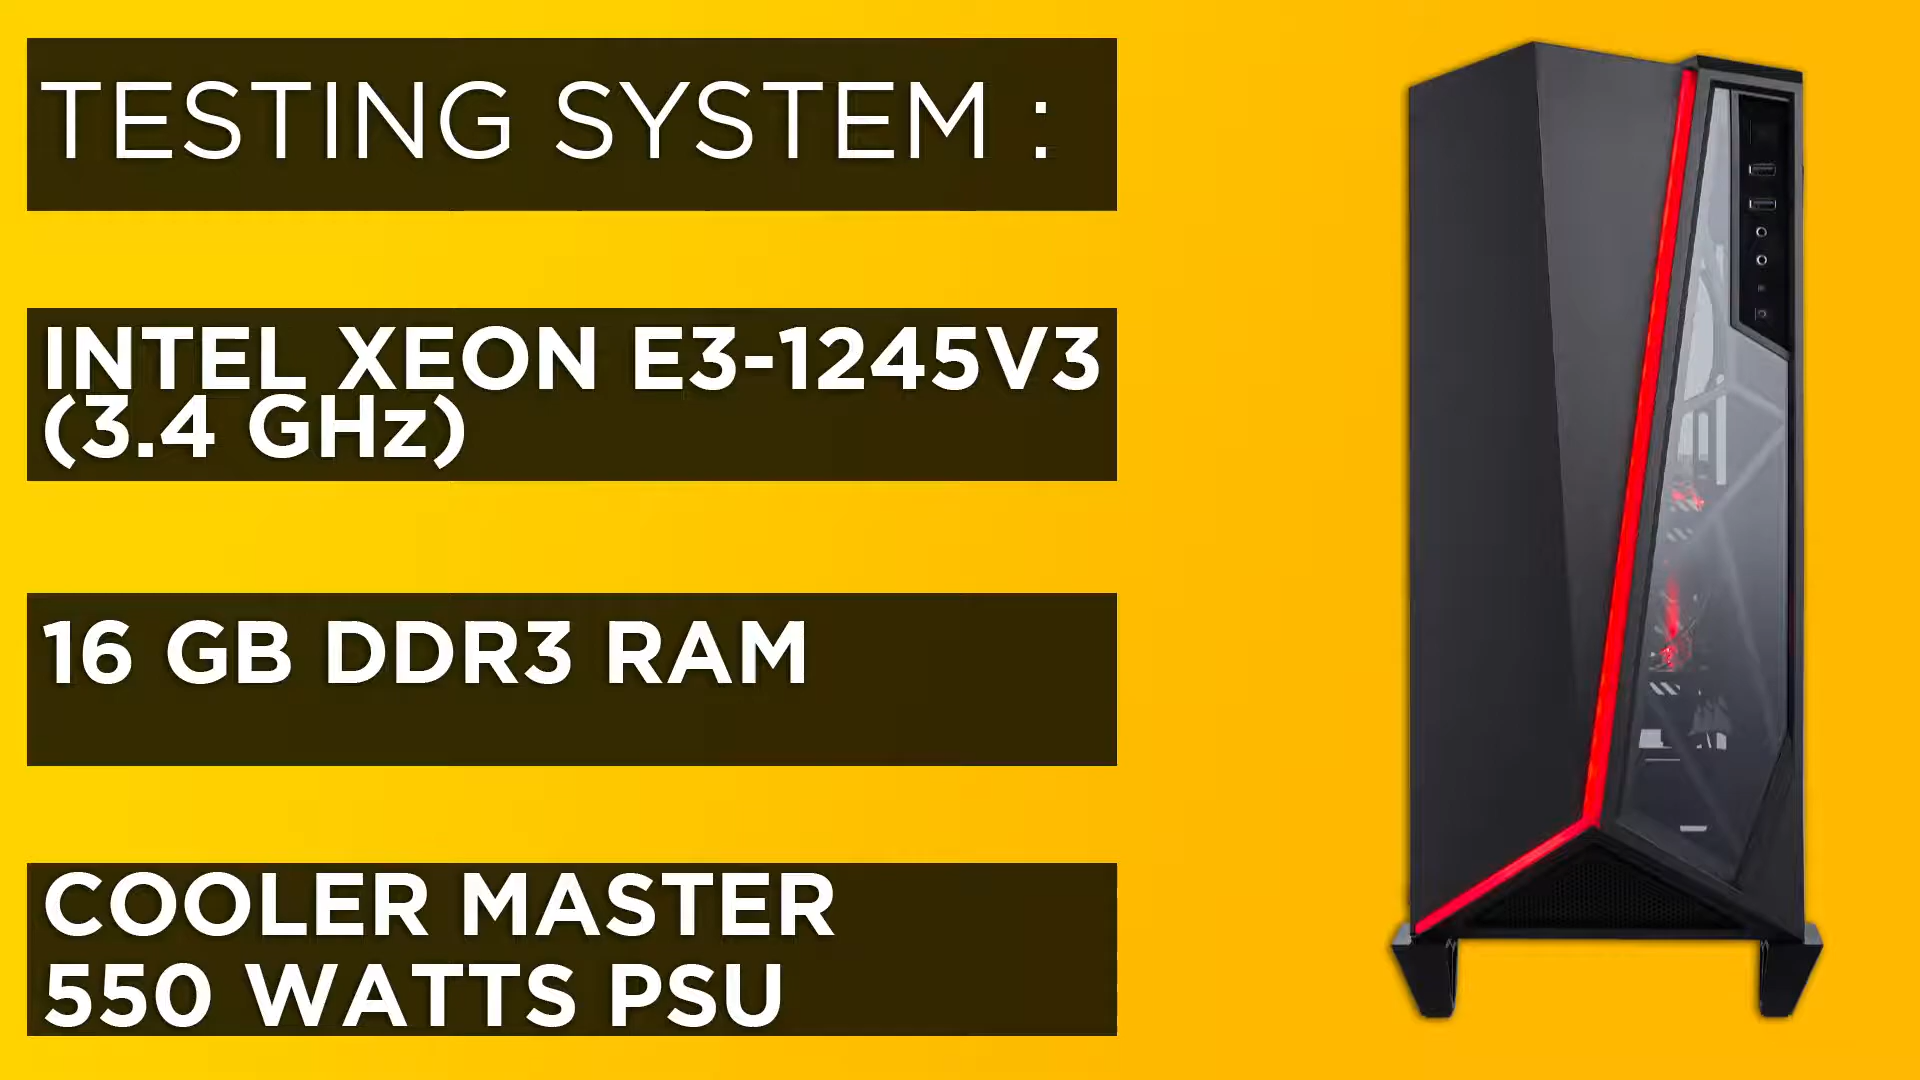 TESTING SYSTEM :
INTEL XEON E3-1245V3
(3.4 GHz)
16 GB DDR3 RAM
COOLER MASTER
550 WATTS PSU